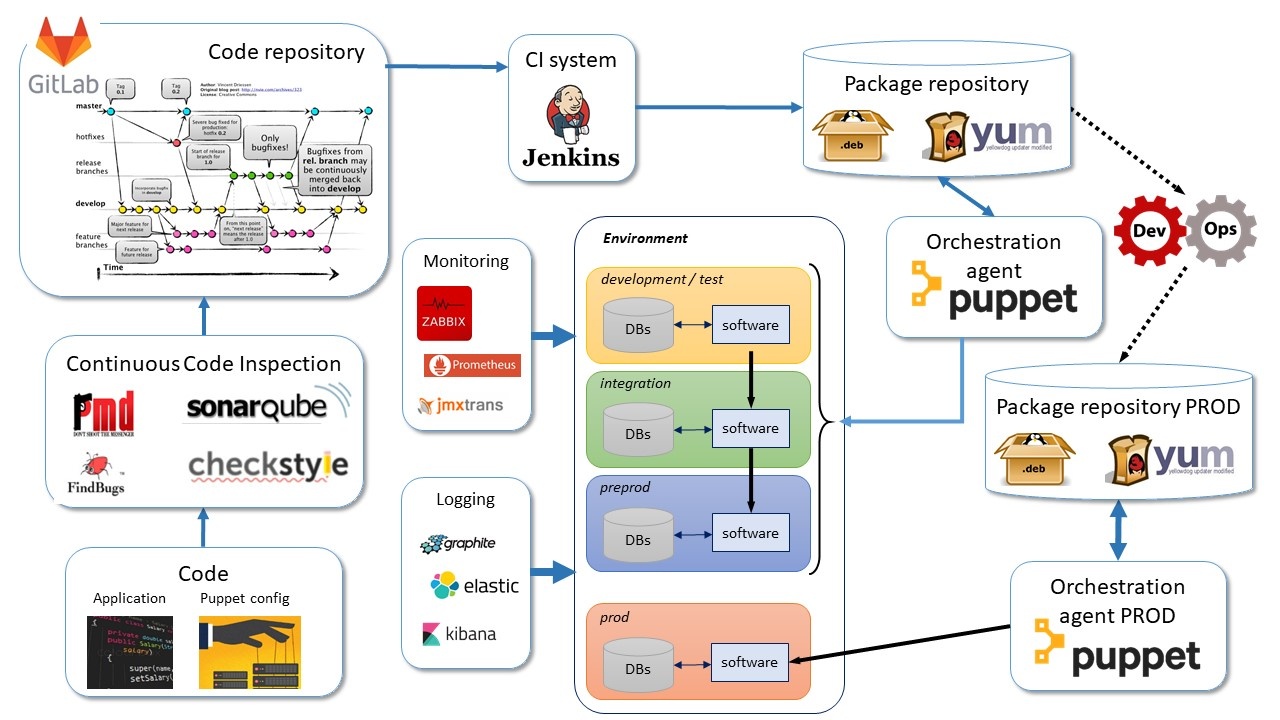 GitLab
Code repository
Tag
0.1
Tag
0.2
Author: Vincent Driessen
Original blog post: http://nvie.com/archives/323
License: Creative Commons
master
hotfixes
release
branches
develop
feature
branches
Time
Severe bug fixed for
production:
hotfix 0.2
Start of release
branch for
1.0
Only
bugfixes!
Bugfixes from
rel. branch may
be continuously
merged back
into develop
Incorporate bugfix
in develop
Major feature for
next release
Feature for
future release
From this point
on, "next release"
means the release
after 1.0
CI system
Jenkins
Package repository
.deb
yum
yellowdog updater modified
Dev
Ops
Orchestration
agent
puppet
Package repository PROD
.deb
yum
yellowdog updater modified
Orchestration
agent PROD
puppet
Continuous Code Inspection
Pmd
DON'T SHOOT THE MESSENGER
sonarqube
FindBugs
checkstyle
Code
Application
Puppet config
private double sa
public Salary(St
salary)
{
super(name,
setSalary(
Monitoring
ZABBIX
Prometheus
jmxtrans
Logging
graphite
elastic
kibana
Environment
development / test
DBs
software
integration
DBs
software
preprod
DBs
software
prod
DBs
software